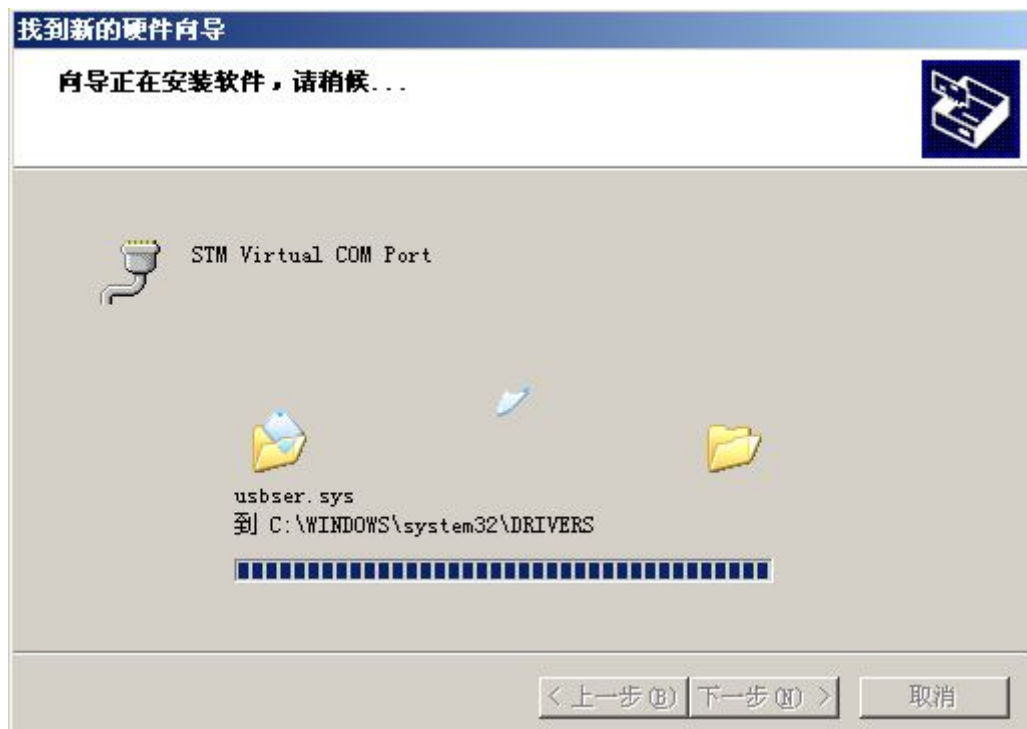 找到新的硬件向导
向导正在安装软件，请稍候...
STM Virtual COM Port
usbser.sys
到 C:\WINDOWS\system32\DRIVERS
< 上一步(B) 下一步(N) > 取消